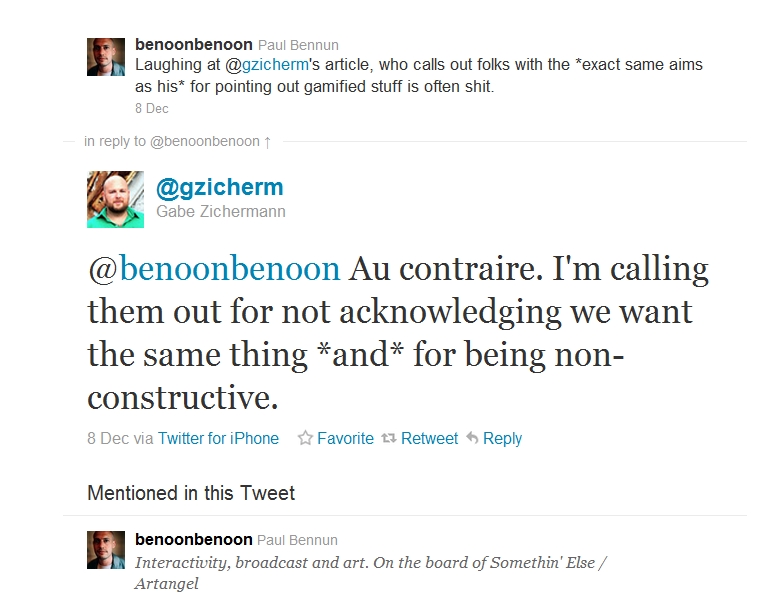 benoonbenoon Paul Bennun
Laughing at @gzicherm's article, who calls out folks with the *exact same aims
as his* for pointing out gamified stuff is often shit.
8 Dec
in reply to @benoonbenoon ↑
@gzicherm
Gabe Zichermann
@benoonbenoon Au contraire. I'm calling
them out for not acknowledging we want
the same thing *and* for being non-
constructive.
8 Dec via Twitter for iPhone Favorite Retweet Reply
Mentioned in this Tweet
benoonbenoon Paul Bennun
Interactivity, broadcast and art. On the board of Somethin' Else /
Artangel